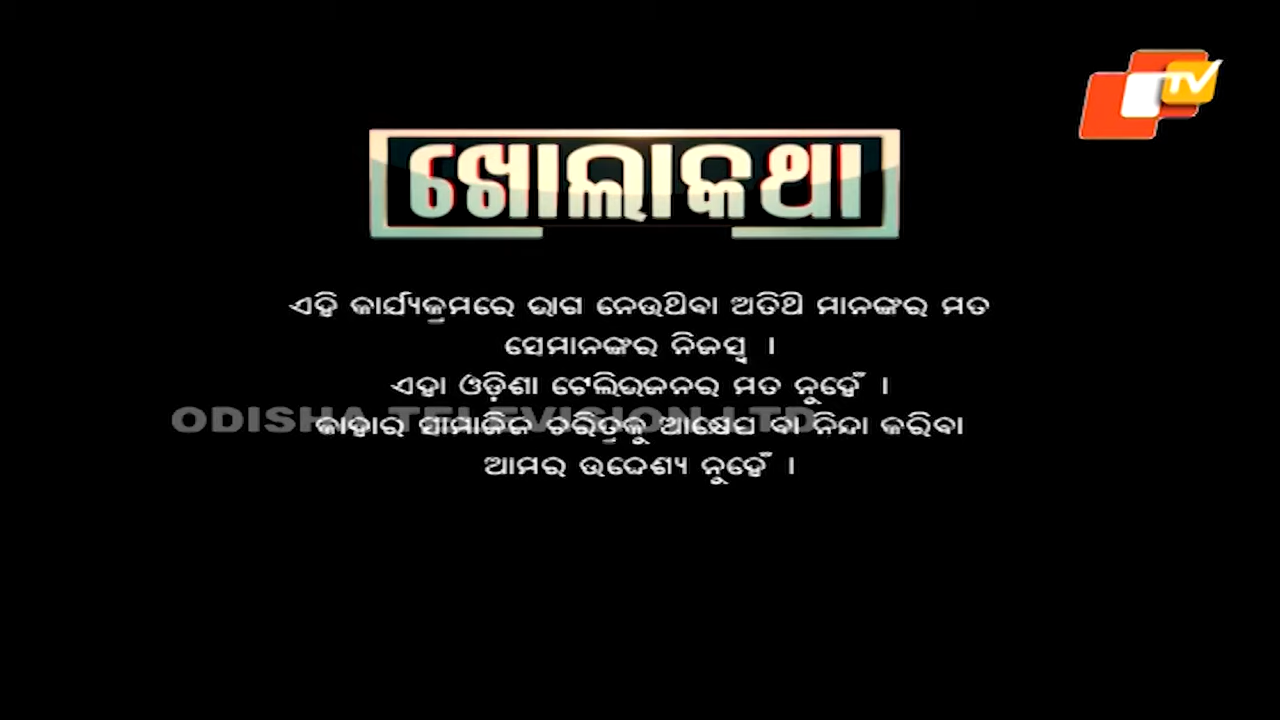 TV
ଖୋଲାକଥା
ଏହି କାର୍ଯ୍ୟକ୍ରମରେ ଭାଗ ନେଉଥିବା ଅତିଥି ମାନଙ୍କର ମତ
ସେମାନଙ୍କର ନିଜସ୍ୱ ।
ଏହା ଓଡ଼ିଶା ଟେଲିଭିଜନର ମତ ନୁହେଁ ।
ODISHA TELEVISION LTD
କାହାର ସାମାଜିକ ଚରିତ୍ରକୁ ଆକ୍ଷେପ ବା ନିନ୍ଦା କରିବା
ଆମର ଉଦ୍ଦେଶ୍ୟ ନୁହେଁ ।